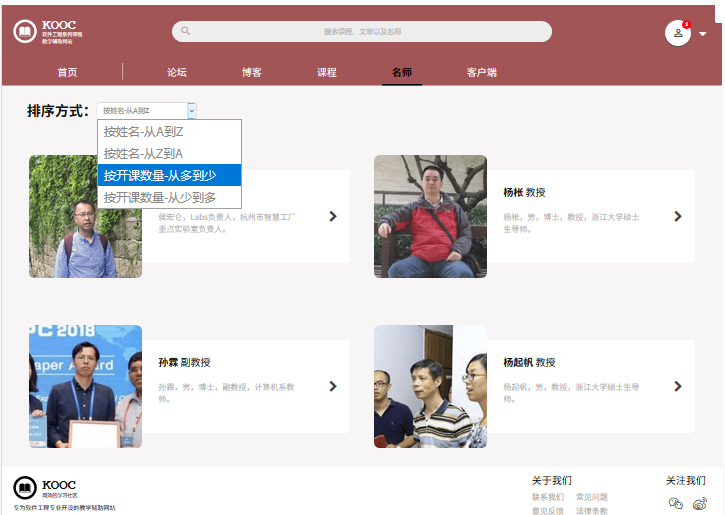 KOOC
软件工程系列课程
教学辅助网站
搜索课程、文章以及名师
3
首页
论坛
博客
课程
名师
客户端
排序方式：
按姓名-从A到Z
按姓名-从A到Z
按姓名-从Z到A
按开课数量-从多到少
按开课数量-从少到多
侯宏仑，Labs负责人，杭州市智慧工厂
重点实验室负责人。
杨枨 教授
杨枨，男，博士，教授，浙江大学硕士
生导师。
PC 2018
aper Award
孙霖 副教授
孙霖，男，博士，副教授，计算机系教
师。
杨起帆 教授
杨起帆，男，教授，浙江大学硕士生导
师。
KOOC
高效的学习社区
专为软件工程专业开设的教学辅助网站
关于我们
联系我们
常见问题
意见反馈
法律条款
关注我们